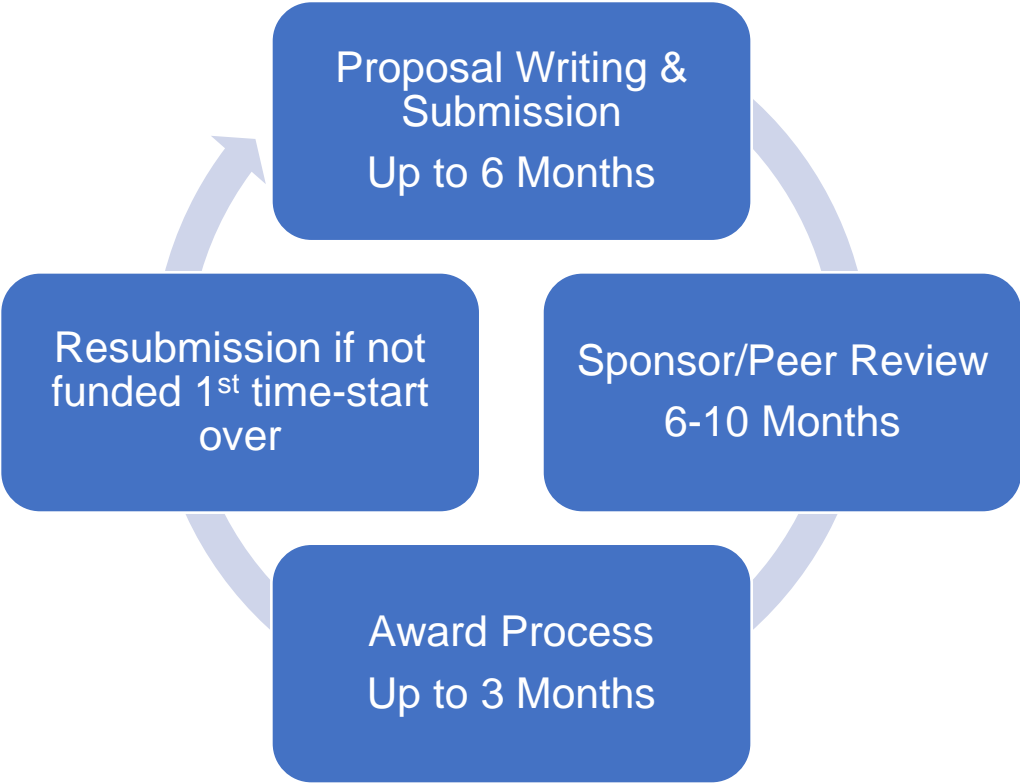 Proposal Writing &
Submission
Up to 6 Months
Sponsor/Peer Review
6-10 Months
Award Process
Up to 3 Months
Resubmission if not
funded 1st time-start
over